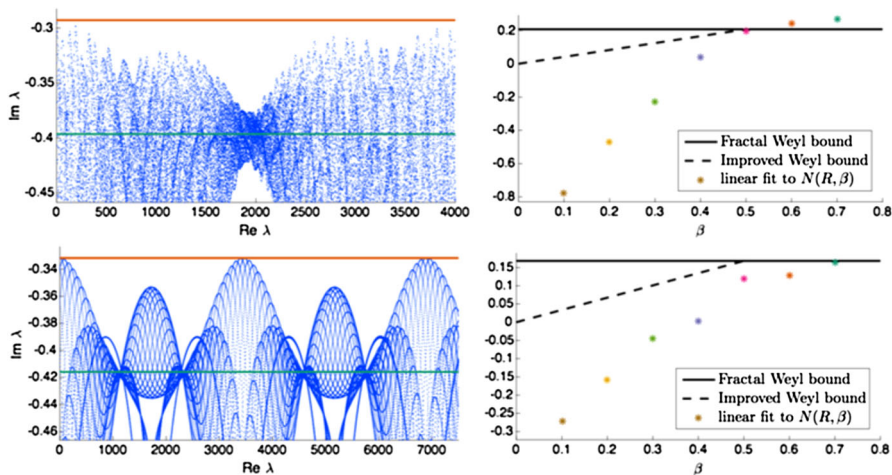 -0.3
-0.35
-0.4
-0.45
Im λ
0 500 1000 1500 2000 2500 3000 3500 4000
Re λ
0.2
0
-0.2
-0.4
-0.6
-0.8
Fractal Weyl bound
Improved Weyl bound
linear fit to N(R, β)
0 0.1 0.2 0.3 0.4 0.5 0.6 0.7 0.8
β
-0.34
-0.36
-0.38
-0.4
-0.42
-0.44
-0.46
Im λ
0 1000 2000 3000 4000 5000 6000 7000
Re λ
0.15
0.1
0.05
0
-0.05
-0.1
-0.15
-0.2
-0.25
-0.3
Fractal Weyl bound
Improved Weyl bound
linear fit to N(R, β)
0 0.1 0.2 0.3 0.4 0.5 0.6 0.7 0.8
β